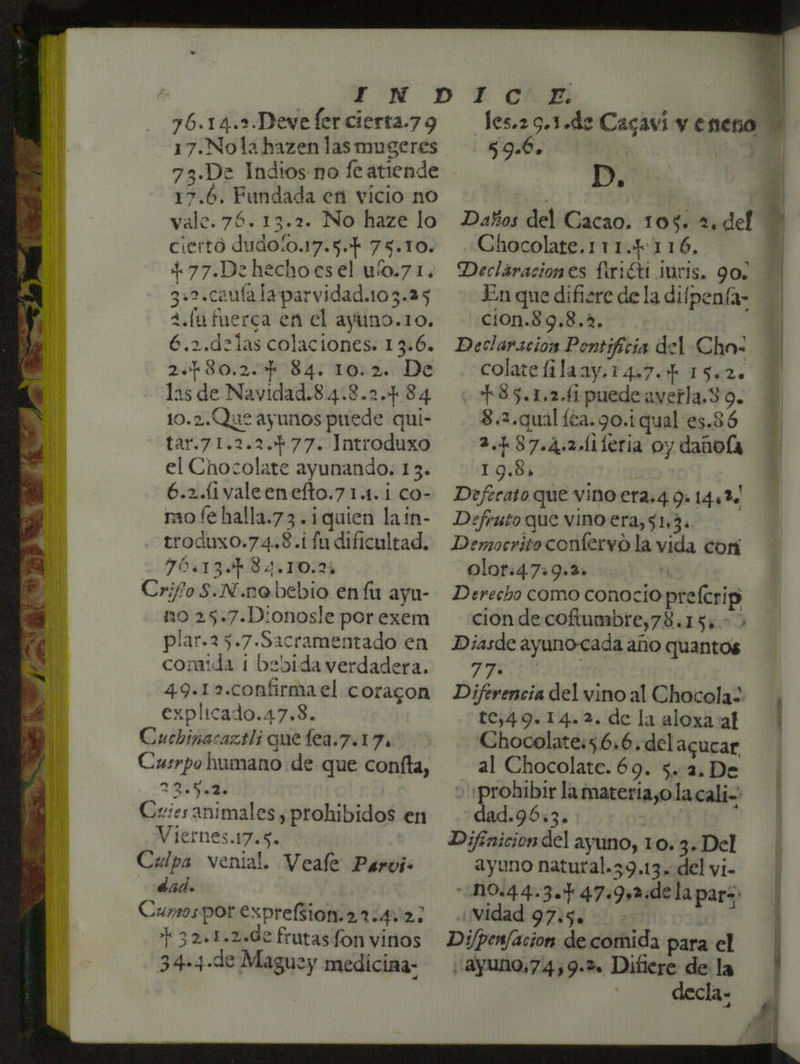 INDICE.
76.14.2.Deve ſer cierta.79
17.No la hazen las mugeres
73.De Indios no ſe atiende
17.6. Fundada en vicio no
vale. 76. 13.2. No haze lo
cierto dudoſo.17.5.† 75.10.
† 77.De hecho es el uſo.71.
3.2.cauſa la parvidad.103.25
2.ſu fuerça en el ayuno.10.
6.2.de las colaciones. 13.6.
2.†80.2.† 84. 10.2. De
las de Navidad.84.8.2.† 84
10.2.Que ayunos puede qui-
tar.71.2.2.†77. Introduxo
el Chocolate ayunando. 13.
6.2.ſi vale en eſto.71.1. i co-
mo ſe halla.73. i quien la in-
troduxo.74.8.i ſu dificultad.
76.13.† 84.10.2.
Criſto S.N.no bebio en ſu ayu-
no 25.7.Dionosle por exem
plar.25.7.Sacramentado en
comida i bebida verdadera.
49.12.confirma el coraçon
explicado.47.8.
Cuchinacaztli que ſea.7.17.
Cuerpo humano de que conſta,
23.5.2.
Cuies animales, prohibidos en
Viernes.17.5.
Culpa venial. Veaſe Parvi-
dad.
Cumos por expreſsion.22.4.2.
† 32.1.2.de frutas ſon vinos
34.4.de Maguey medicina-
les.29.1.de Caçavi veneno
59.6.
D.
Daños del Cacao. 105. 2. del
Chocolate.111.† 116.
Declaraciones ſtricti iuris. 90.
En que difiere de la diſpenſa-
cion.89.8.2.
Declaracion Pontificia del Cho-
colate ſi la ay.14.7.† 15.2.
† 85.1.2.ſi puede averla.89.
8.2.qual ſea.90.i qual es.86
2.† 87.4.2.ſi ſeria oy dañoſa
19.8.
Defecato que vino era.49.14.2.
Defruto que vino era,51.3.
Democrito conſervò la vida con
olor.47.9.2.
Derecho como conocio preſcrip
cion de coſtumbre,78.15.
Dias de ayuno cada año quantos
77.
Diferencia del vino al Chocola-
te,49.14.2. de la aloxa al
Chocolate.56.6. del açucar
al Chocolate. 69. 5. 2. De
prohibir la materia,o la cali-
dad.96.3.
Difinicion del ayuno, 10.3. Del
ayuno natural.39.13. del vi-
no.44.3.† 47.9.2.de la par-
vidad 97.5.
Diſpenſacion de comida para el
ayuno.74,9.2. Difiere de la
decla-